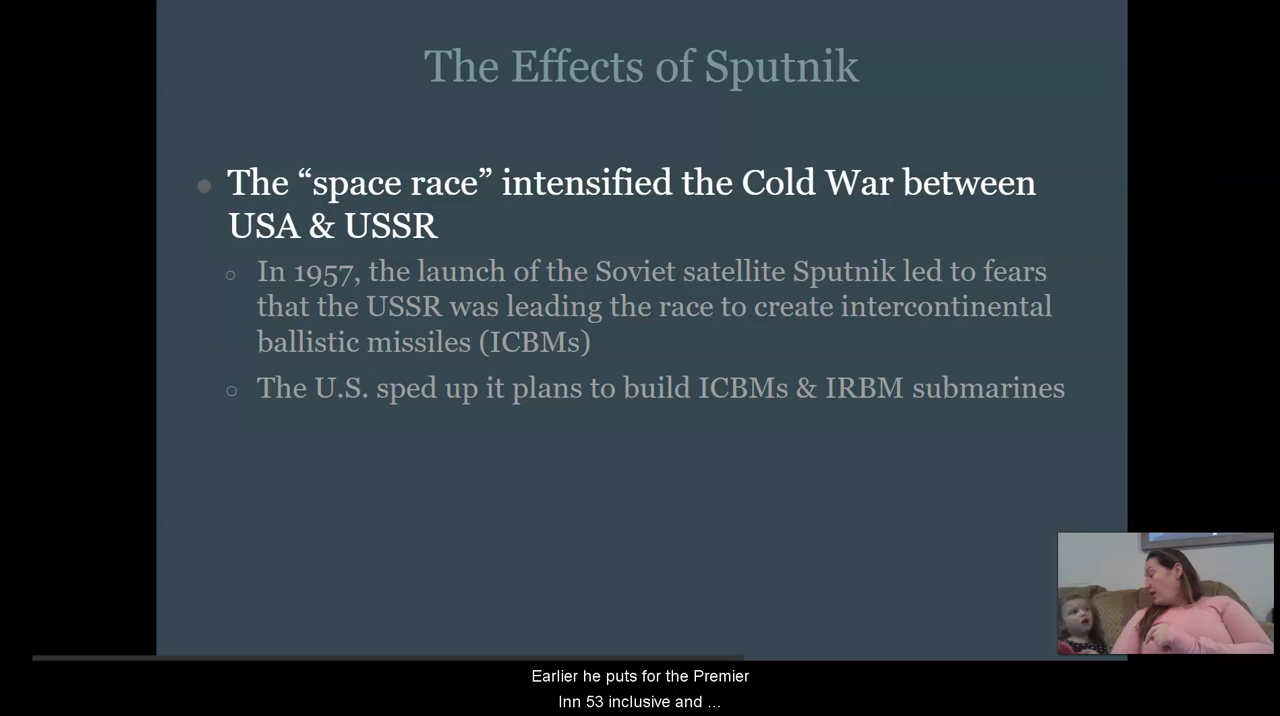 The Effects of Sputnik
The “space race” intensified the Cold War between
USA & USSR
In 1957, the launch of the Soviet satellite Sputnik led to fears
that the USSR was leading the race to create intercontinental
ballistic missiles (ICBMs)
The U.S. sped up it plans to build ICBMs & IRBM submarines
Earlier he puts for the Premier
Inn 53 inclusive and ...